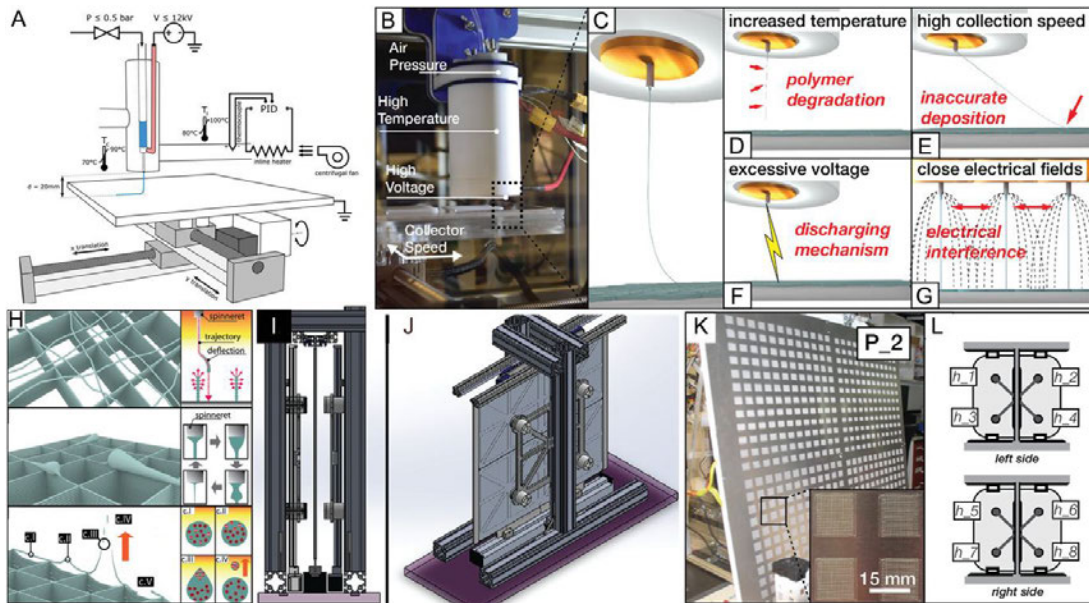 A
P ≤ 0.5 bar
V ≤ 12kV
PID
thermocouple
100°C
80°C
90°C
70°C
inline heater
centrifugal fan
d = 20mm
x translation
y translation
B
Air
Pressure
High
Temperature
High
Voltage
Collector
Speed
C
increased temperature
polymer
degradation
D
high collection speed
inaccurate
deposition
E
excessive voltage
discharging
mechanism
F
close electrical fields
electrical
interference
G
H
spinneret
trajectory
deflection
spinneret
c.I
c.II
c.III
c.IV
c.V
c.I
c.II
c.III
c.IV
I
J
K
P_2
15 mm
L
h_1
h_2
h_3
h_4
left side
h_5
h_6
h_7
h_8
right side